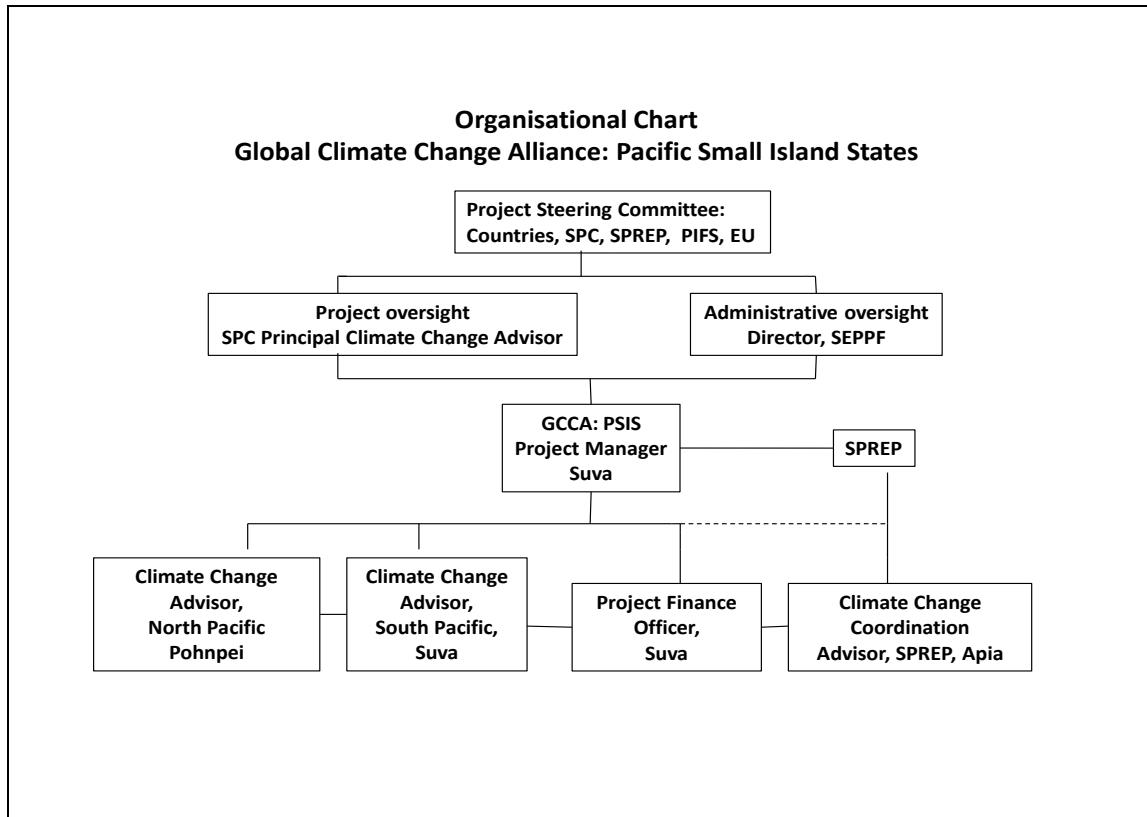 Organisational Chart
Global Climate Change Alliance: Pacific Small Island States
Project Steering Committee:
Countries, SPC, SPREP, PIFS, EU
Project oversight
SPC Principal Climate Change Advisor
Administrative oversight
Director, SEPPF
GCCA: PSIS
Project Manager
Suva
SPREP
Climate Change
Advisor,
North Pacific
Pohnpei
Climate Change
Advisor,
South Pacific,
Suva
Project Finance
Officer,
Suva
Climate Change
Coordination
Advisor, SPREP, Apia